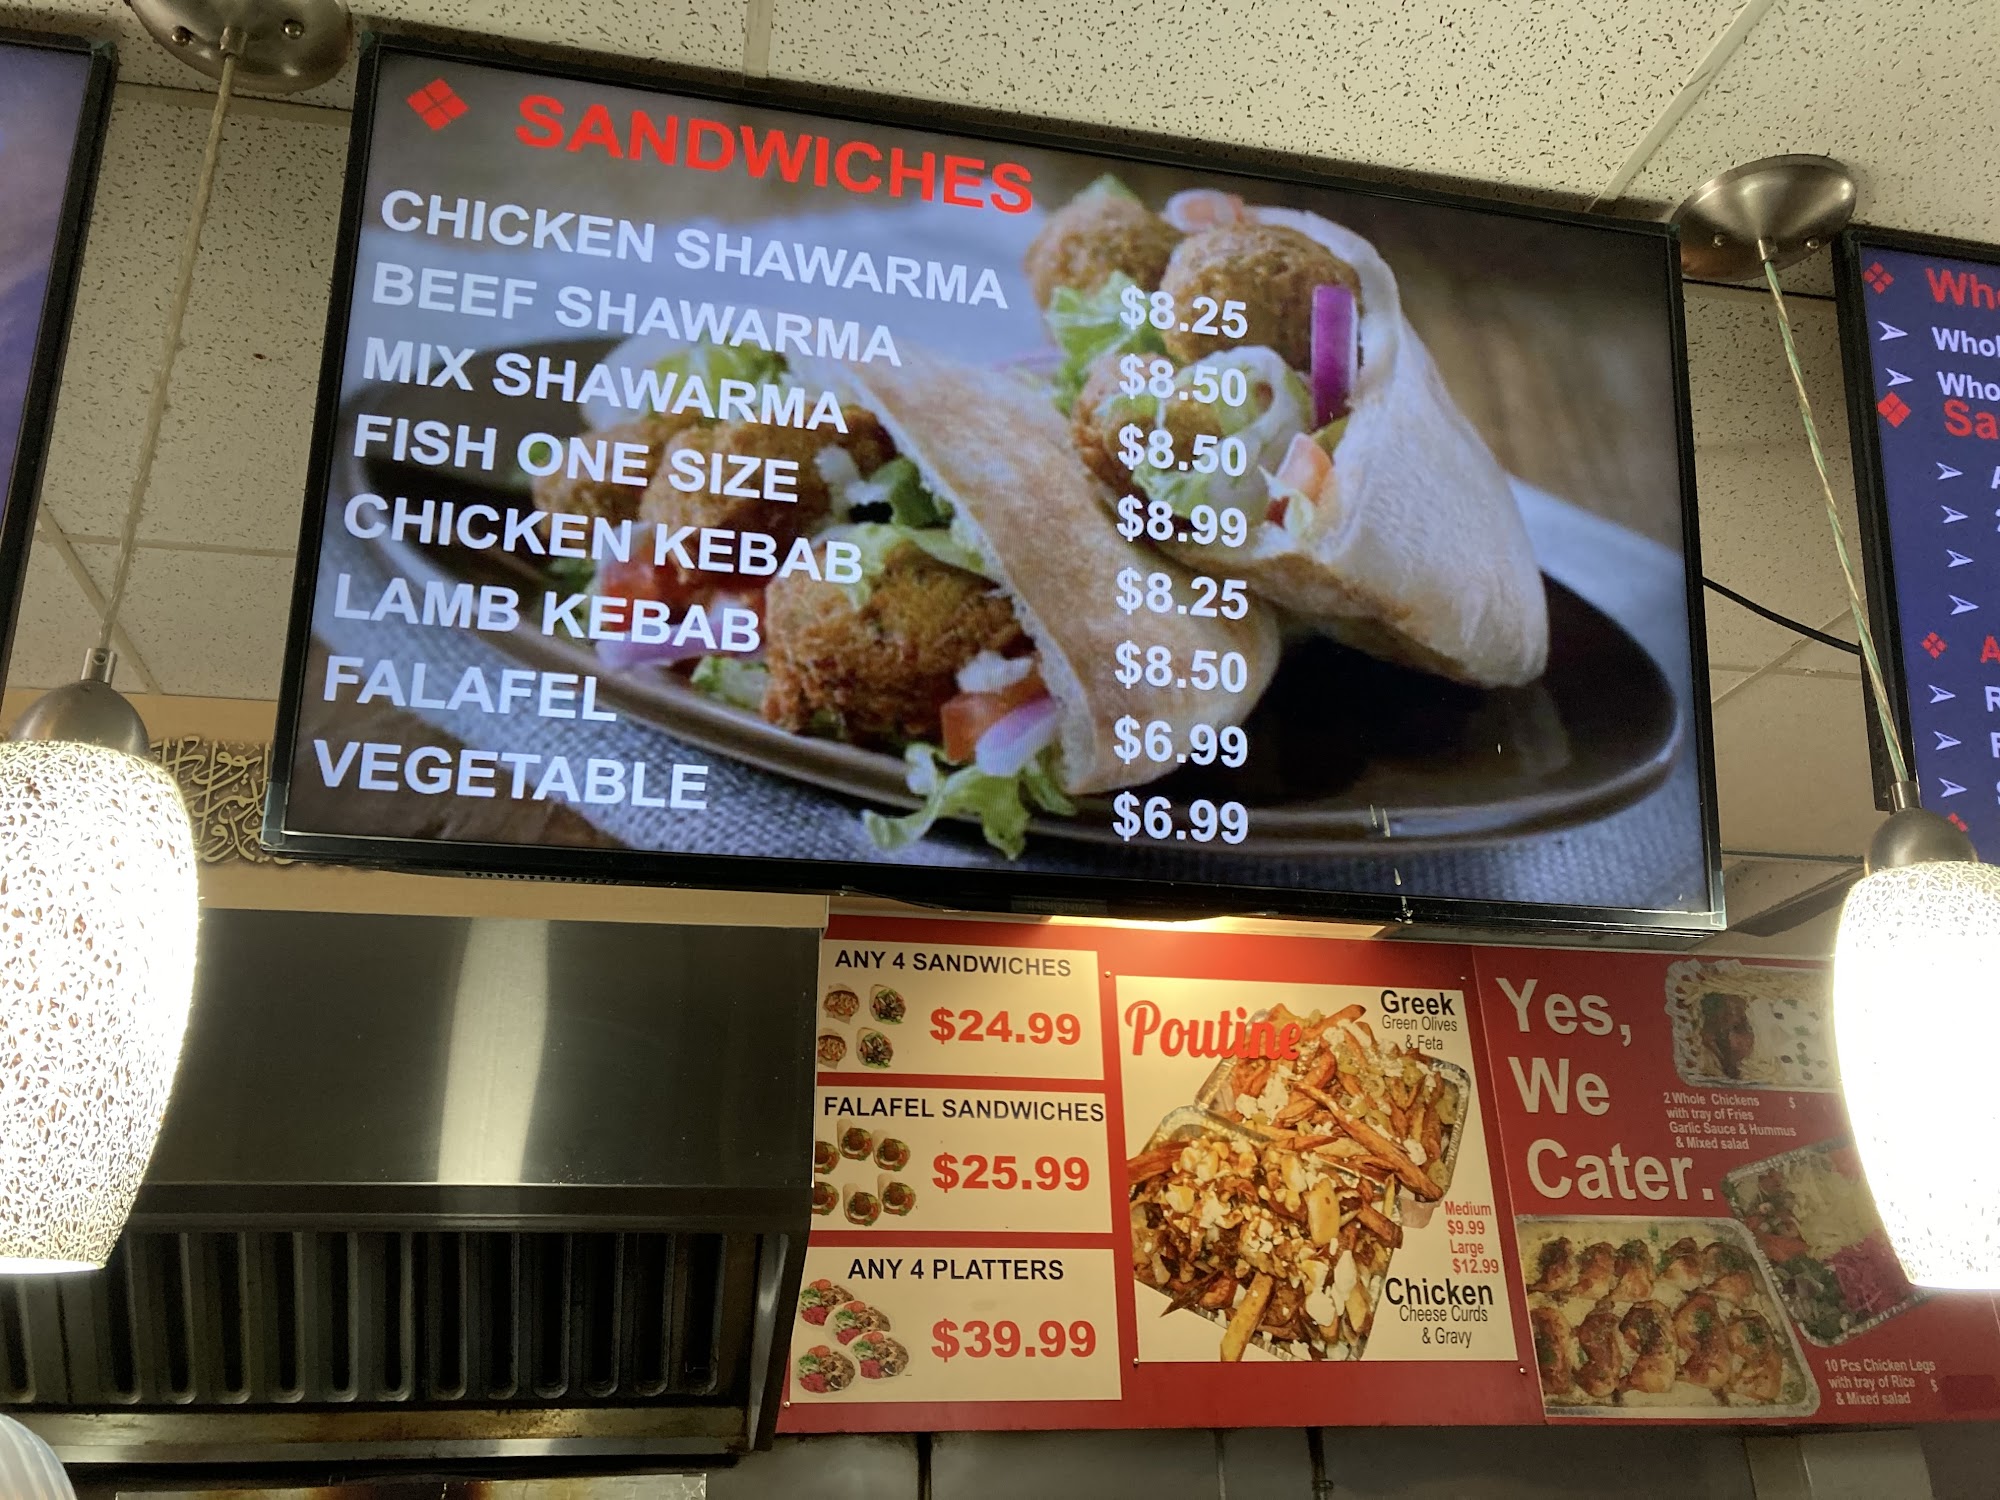 SANDWICHES
CHICKEN SHAWARMA $8.25
BEEF SHAWARMA $8.50
MIX SHAWARMA $8.50
FISH ONE SIZE $8.99
CHICKEN KEBAB $8.25
LAMB KEBAB $8.50
FALAFEL $6.99
VEGETABLE $6.99
INSIGNIA
ANY 4 SANDWICHES
$24.99
FALAFEL SANDWICHES
$25.99
ANY 4 PLATTERS
$39.99
Poutine
Greek
Green Olives
& Feta
Medium
$9.99
Large
$12.99
Chicken
Cheese Curds
& Gravy
Yes,
We
Cater.
2 Whole Chickens $
with tray of Fries
Garlic Sauce & Hummus
& Mixed salad
10 Pcs Chicken Legs
with tray of Rice $
& Mixed salad